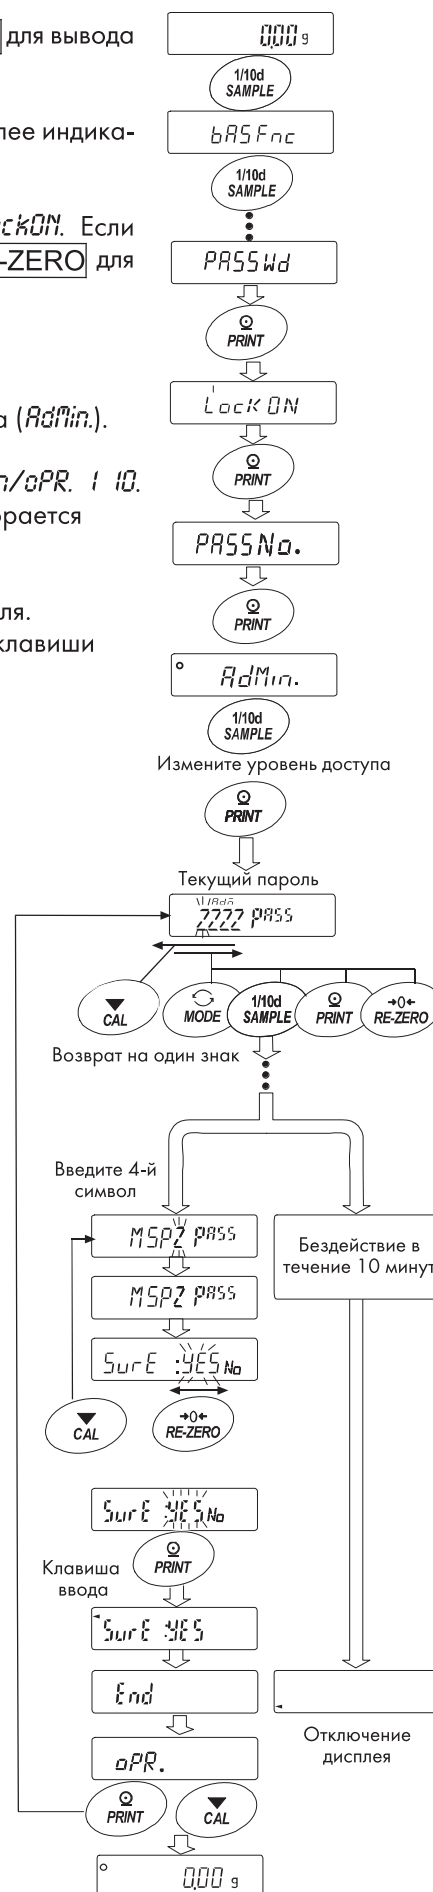 0.00 g
для вывода
1/10d
SAMPLE
лее индика-
bASFnc
1/10d
SAMPLE
ckON. Если
-ZERO для
PASSWd
PRINT
LocK ON
а (AdMin.).
PRINT
n/oPR. 1 10.
рается
PASSNo.
ля.
клавиши
PRINT
AdMin.
1/10d
SAMPLE
Измените уровень доступа
PRINT
Текущий пароль
ZZZZ PASS
CAL
MODE
1/10d
SAMPLE
PRINT
→0←
RE-ZERO
Возврат на один знак
Введите 4-й
символ
MSPZ PASS
Бездействие в
течение 10 минут
MSPZ PASS
SurE :YES No
CAL
→0←
RE-ZERO
SurE :YES No
PRINT
Клавиша
ввода
SurE :YES
End
Отключение
дисплея
oPR.
PRINT
CAL
0.00 g